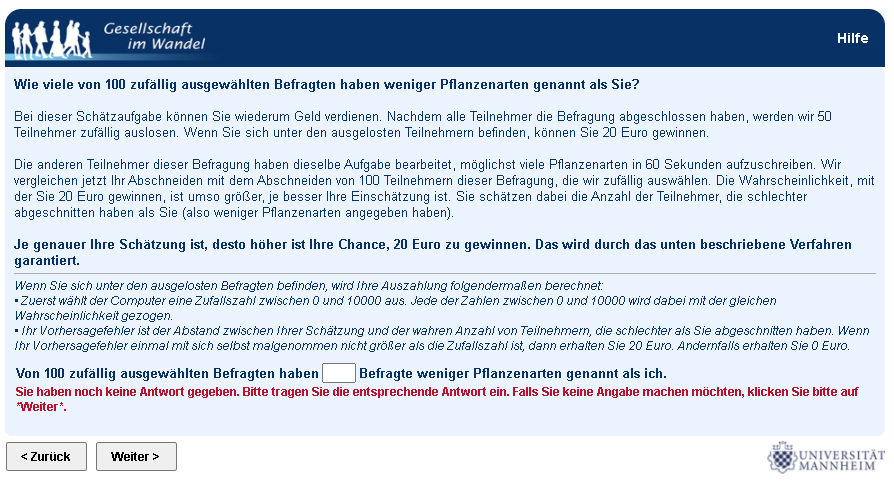 Gesellschaft
im Wandel
Hilfe
Wie viele von 100 zufällig ausgewählten Befragten haben weniger Pflanzenarten genannt als Sie?
Bei dieser Schätzaufgabe können Sie wiederum Geld verdienen. Nachdem alle Teilnehmer die Befragung abgeschlossen haben, werden wir 50
Teilnehmer zufällig auslosen. Wenn Sie sich unter den ausgelosten Teilnehmern befinden, können Sie 20 Euro gewinnen.
Die anderen Teilnehmer dieser Befragung haben dieselbe Aufgabe bearbeitet, möglichst viele Pflanzenarten in 60 Sekunden aufzuschreiben. Wir
vergleichen jetzt Ihr Abschneiden mit dem Abschneiden von 100 Teilnehmern dieser Befragung, die wir zufällig auswählen. Die Wahrscheinlichkeit, mit
der Sie 20 Euro gewinnen, ist umso größer, je besser Ihre Einschätzung ist. Sie schätzen dabei die Anzahl der Teilnehmer, die schlechter
abgeschnitten haben als Sie (also weniger Pflanzenarten angegeben haben).
Je genauer Ihre Schätzung ist, desto höher ist Ihre Chance, 20 Euro zu gewinnen. Das wird durch das unten beschriebene Verfahren
garantiert.
Wenn Sie sich unter den ausgelosten Befragten befinden, wird Ihre Auszahlung folgendermaßen berechnet:
• Zuerst wählt der Computer eine Zufallszahl zwischen 0 und 10000 aus. Jede der Zahlen zwischen 0 und 10000 wird dabei mit der gleichen
Wahrscheinlichkeit gezogen.
• Ihr Vorhersagefehler ist der Abstand zwischen Ihrer Schätzung und der wahren Anzahl von Teilnehmern, die schlechter als Sie abgeschnitten haben. Wenn
Ihr Vorhersagefehler einmal mit sich selbst malgenommen nicht größer als die Zufallszahl ist, dann erhalten Sie 20 Euro. Andernfalls erhalten Sie 0 Euro.
Von 100 zufällig ausgewählten Befragten haben Befragte weniger Pflanzenarten genannt als ich.
Sie haben noch keine Antwort gegeben. Bitte tragen Sie die entsprechende Antwort ein. Falls Sie keine Angabe machen möchten, klicken Sie bitte auf
*Weiter*.
< Zurück
Weiter >
UNIVERSITÄT
MANNHEIM